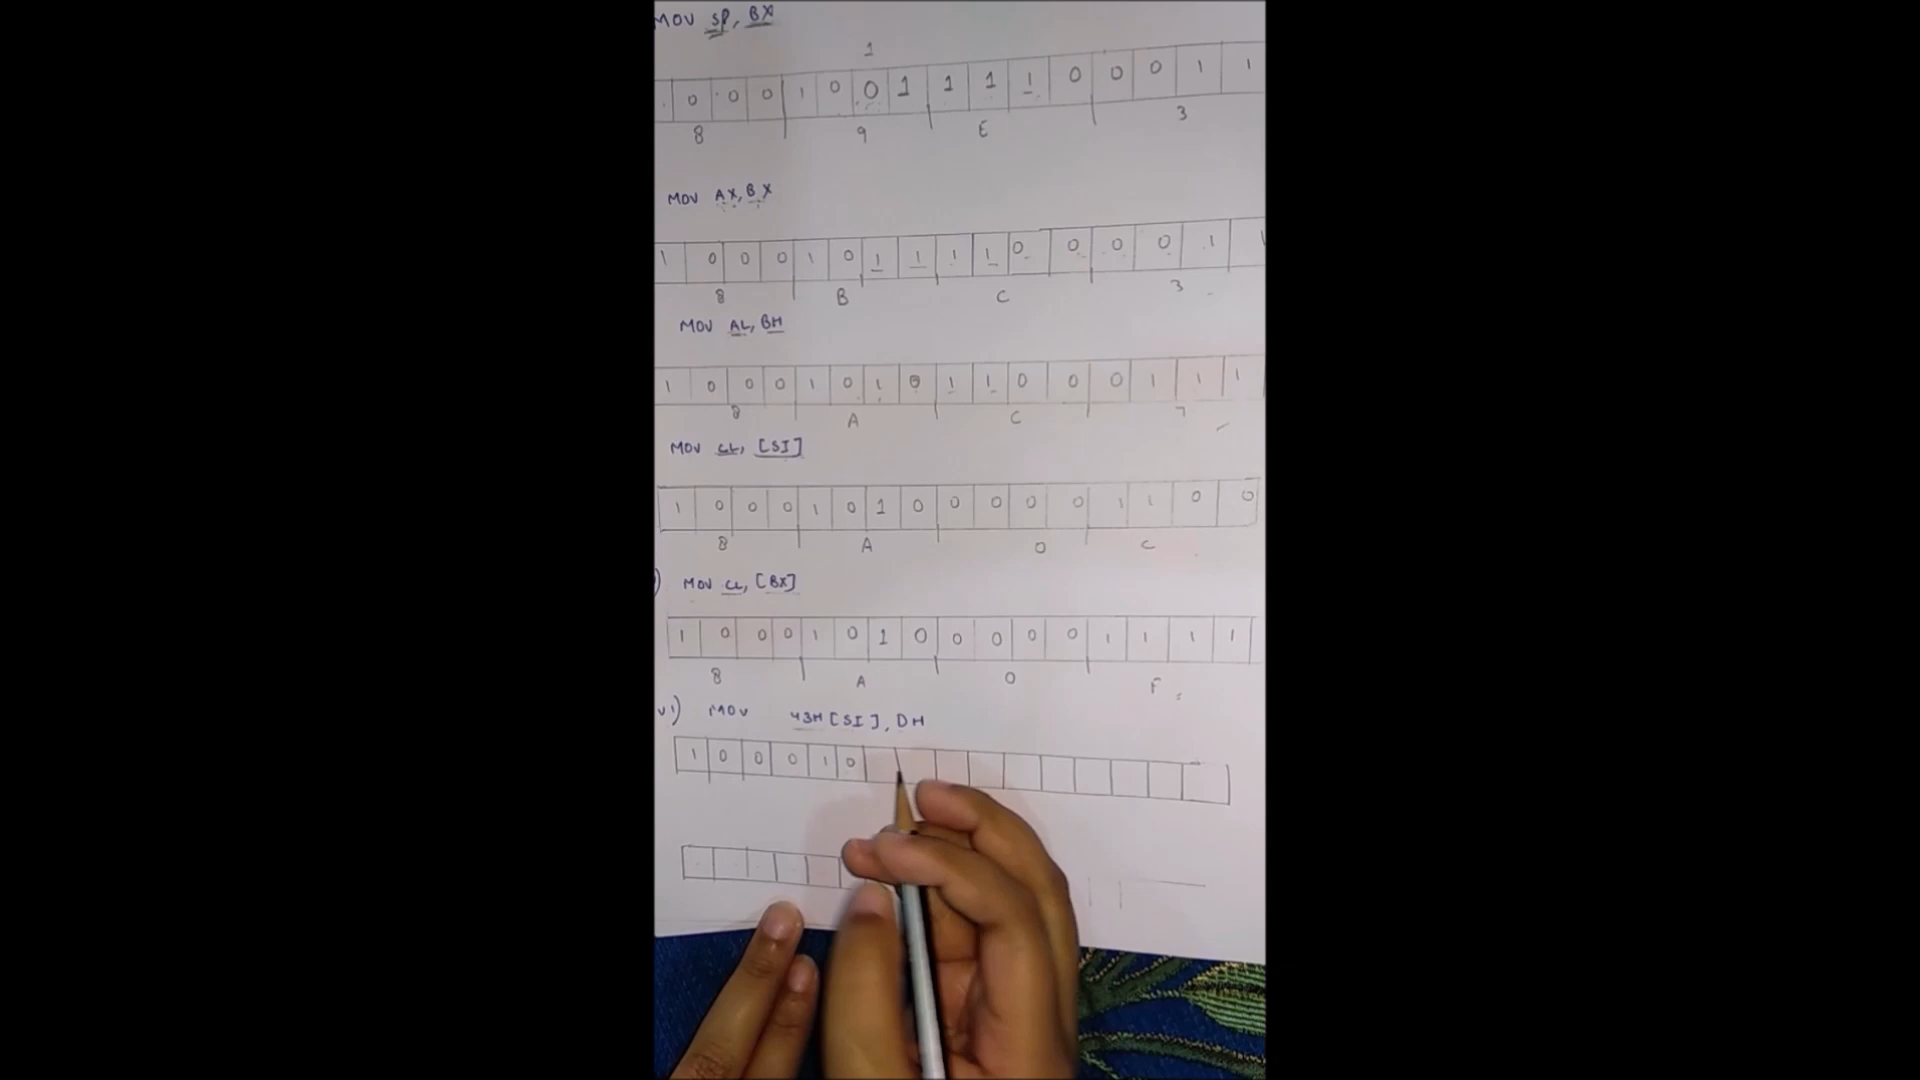 MOV SP, BX
1
0 0 0 1 0 0 1 1 1 1 0 0 0 1 1
8 9 E 3
MOV AX, BX
1 0 0 0 1 0 1 1 1 1 0 0 0 0 1 1
8 B C 3
MOV AL, BH
1 0 0 0 1 0 1 0 1 1 0 0 0 1 1 1
8 A C 7
MOV CL, [SI]
1 0 0 0 1 0 1 0 0 0 0 0 1 1 0 0
8 A 0 C
MOV CL, [BX]
1 0 0 0 1 0 1 0 0 0 0 0 1 1 1 1
8 A 0 F
vi) MOV 43H [SI], DH
1 0 0 0 1 0